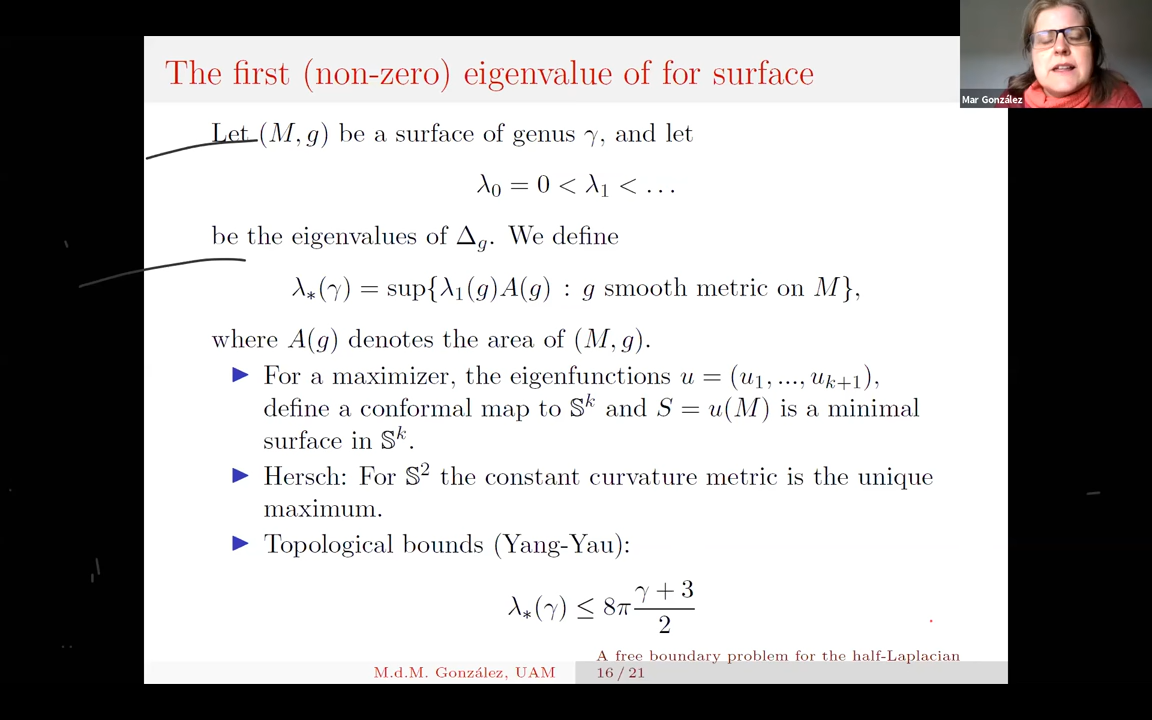 The first (non-zero) eigenvalue of for surface
Mar González
Let (M, g) be a surface of genus γ, and let
λ₀ = 0 < λ₁ < …
be the eigenvalues of Δ_g. We define
λ_*(γ) = sup{λ₁(g)A(g) : g smooth metric on M},
where A(g) denotes the area of (M, g).
▶ For a maximizer, the eigenfunctions u = (u₁, ..., u_{k+1}),
define a conformal map to 𝕊^k and S = u(M) is a minimal
surface in 𝕊^k.
▶ Hersch: For 𝕊² the constant curvature metric is the unique
maximum.
▶ Topological bounds (Yang-Yau):
λ_*(γ) ≤ 8π (γ + 3)/2
A free boundary problem for the half-Laplacian
M.d.M. González, UAM 16 / 21